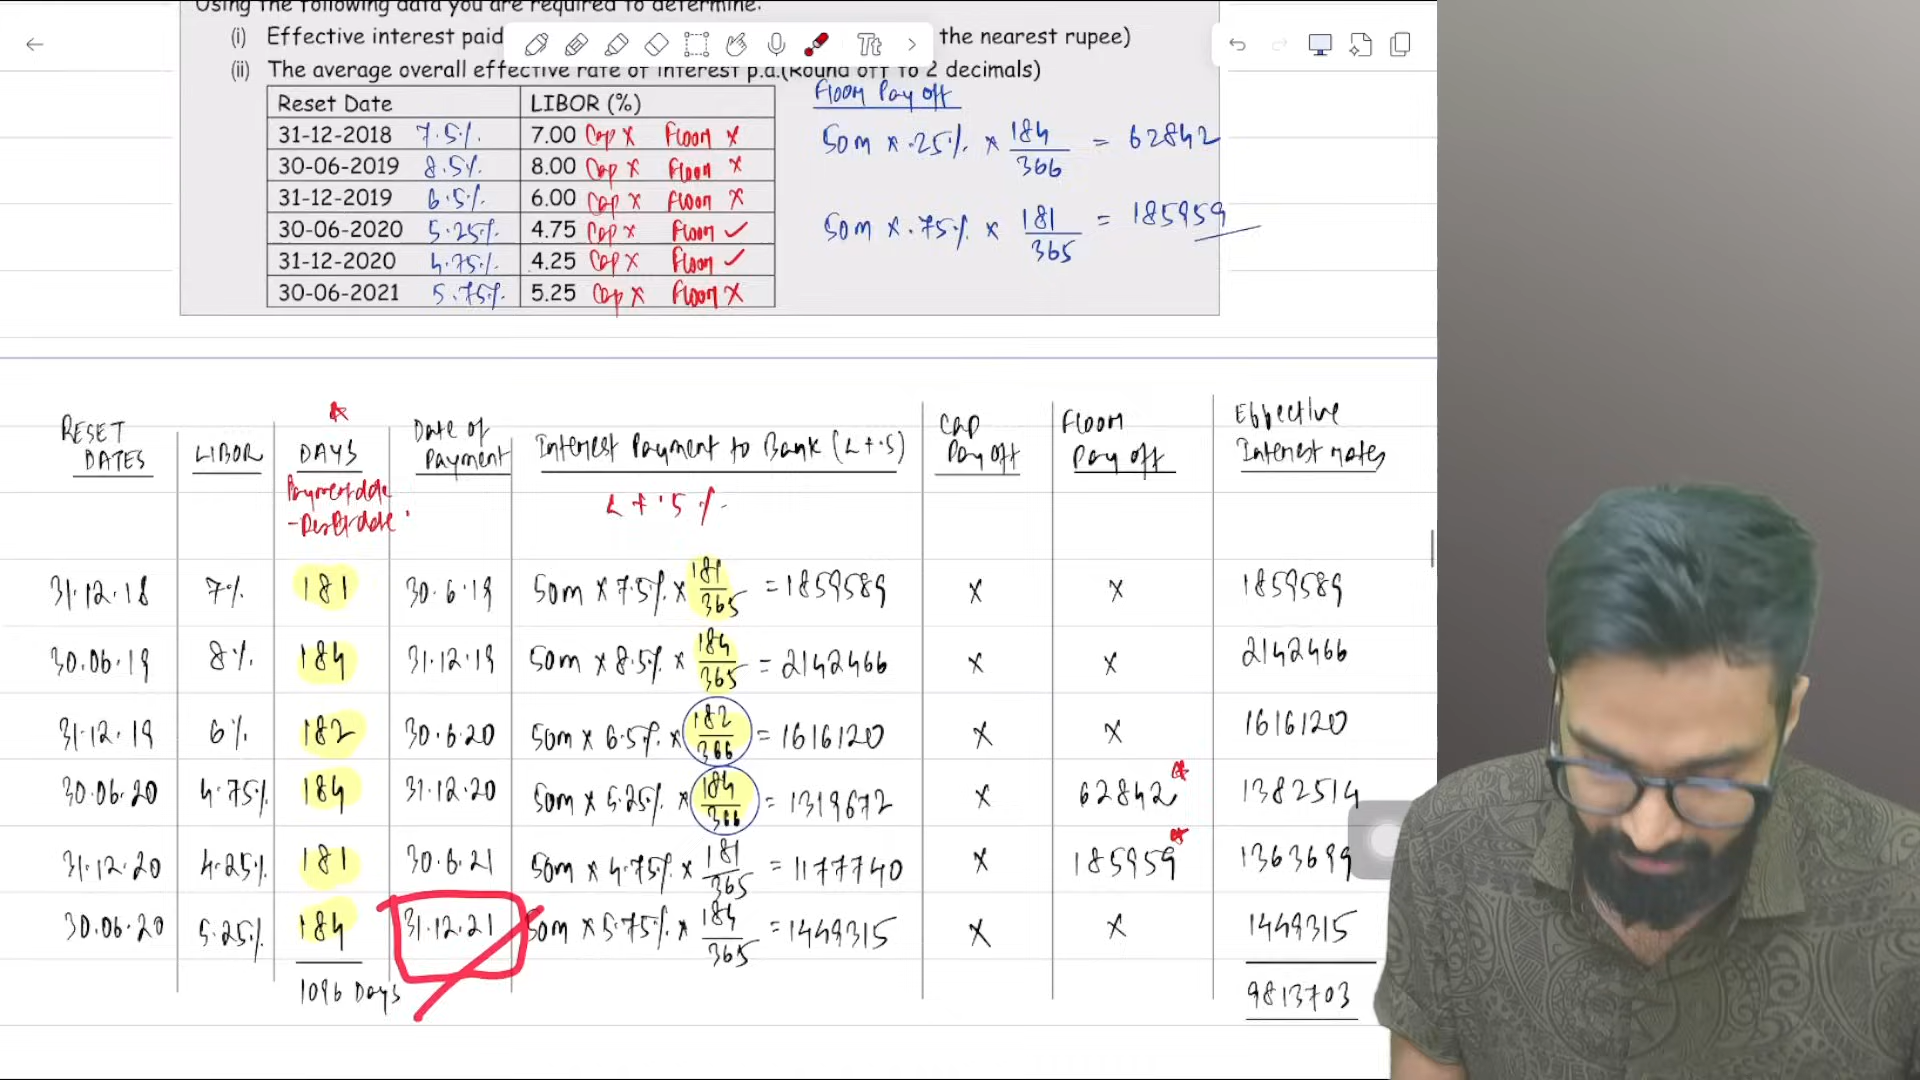 Using the following data you are required to determine:
(i) Effective interest paid the nearest rupee)
(ii) The average overall effective rate of interest p.a.(Round off to 2 decimals)
Tt
Floor Pay off
Reset Date LIBOR (%)
31-12-2018 7.5% 7.00 Cap x Floor x
30-06-2019 8.5% 8.00 Cap x Floor x
31-12-2019 6.5% 6.00 Cap x Floor x
30-06-2020 5.25% 4.75 Cap x Floor ✓
31-12-2020 4.75% 4.25 Cap x Floor ✓
30-06-2021 5.75% 5.25 Cap x Floor x
50m x .25% x 184/366 = 62842
50m x .75% x 181/365 = 185959
RESET DATES LIBOR DAYS Date of Payment Interest Payment to Bank (L+.5) Cap Pay off Floor Pay off Effective Interest
Payment date
L + .5%
31.12.18 7% 181 30.6.19 50m x 7.5% x 181/365 = 1859589 x x 1859589
30.06.19 8% 184 31.12.19 50m x 8.5% x 184/365 = 2142466 x x 2142466
31.12.19 6% 182 30.6.20 50m x 6.5% x 182/366 = 1616120 x x 1616120
30.06.20 4.75% 184 31.12.20 50m x 5.25% x 184/366 = 1319672 x 62842 1382514
31.12.20 4.25% 181 30.6.21 50m x 4.75% x 181/365 = 1177740 x 185959 1363699
30.06.20 5.25% 184 31.12.21 50m x 5.75% x 184/365 = 1449315 x x 1449315
1096 Days 9813703